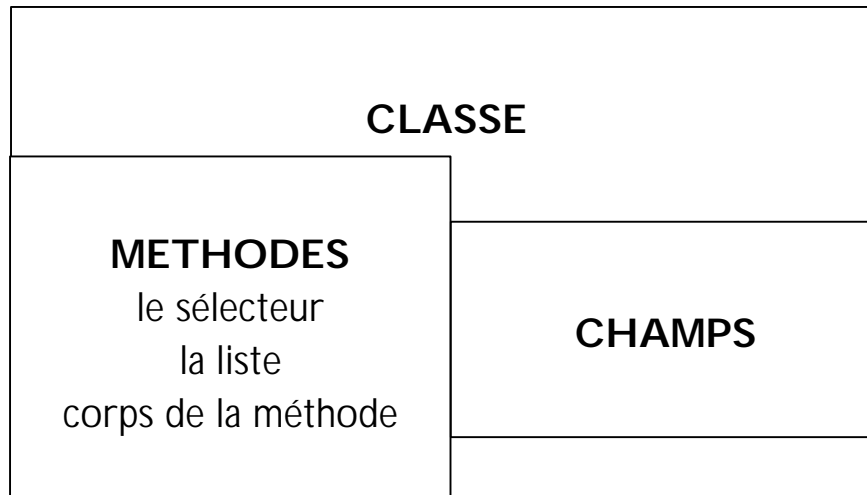 CLASSE
METHODES
le sélecteur
la liste
corps de la méthode
CHAMPS